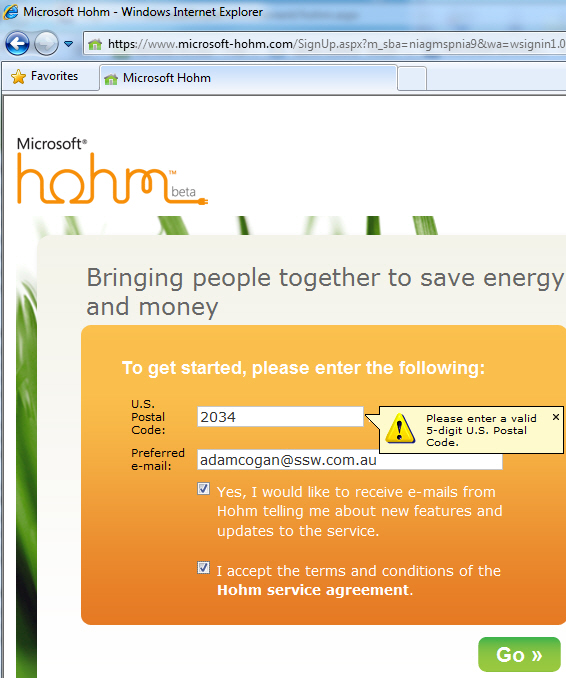 Microsoft Hohm - Windows Internet Explorer
https://www.microsoft-hohm.com/SignUp.aspx?m_sba=niagmspnia9&wa=wsignin1.0
Favorites
Microsoft Hohm
Microsoft®
hohm™
beta
Bringing people together to save energy
and money
To get started, please enter the following:
U.S.
Postal
Code:
2034
Please enter a valid
5-digit U.S. Postal
Code.
Preferred
e-mail:
adamcogan@ssw.com.au
Yes, I would like to receive e-mails from
Hohm telling me about new features and
updates to the service.
I accept the terms and conditions of the
Hohm service agreement.
Go »